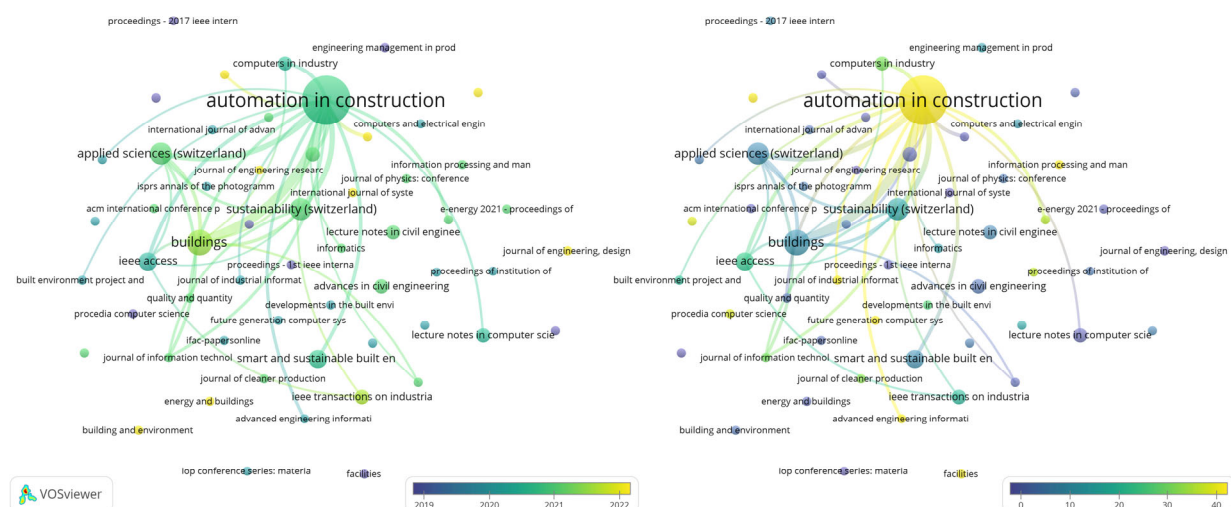 proceedings - 2017 ieee intern
engineering management in prod
computers in industry
automation in construction
computers and electrical engin
international journal of advan
applied sciences (switzerland)
information processing and man
journal of engineering researc
journal of physics: conference
isprs annals of the photogramm
international journal of syste
acm international conference p
sustainability (switzerland)
e-energy 2021 - proceedings of
lecture notes in civil enginee
buildings
informatics
journal of engineering, design
ieee access
proceedings - 1st ieee interna
proceedings of institution of
built environment project and
journal of industrial informat
advances in civil engineering
quality and quantity
developments in the built envi
procedia computer science
future generation computer sys
lecture notes in computer scie
ifac-papersonline
journal of information technol
smart and sustainable built en
journal of cleaner production
ieee transactions on industria
energy and buildings
advanced engineering informati
building and environment
iop conference series: materia
facilities
VOSviewer
2019 2020 2021 2022
proceedings - 2017 ieee intern
engineering management in prod
computers in industry
automation in construction
computers and electrical engin
international journal of advan
applied sciences (switzerland)
information processing and man
journal of engineering researc
journal of physics: conference
isprs annals of the photogramm
international journal of syste
acm international conference p
sustainability (switzerland)
e-energy 2021 - proceedings of
lecture notes in civil enginee
buildings
informatics
journal of engineering, design
ieee access
proceedings - 1st ieee interna
proceedings of institution of
built environment project and
journal of industrial informat
advances in civil engineering
quality and quantity
developments in the built envi
procedia computer science
future generation computer sys
lecture notes in computer scie
ifac-papersonline
journal of information technol
smart and sustainable built en
journal of cleaner production
ieee transactions on industria
energy and buildings
advanced engineering informati
building and environment
iop conference series: materia
facilities
0 10 20 30 40